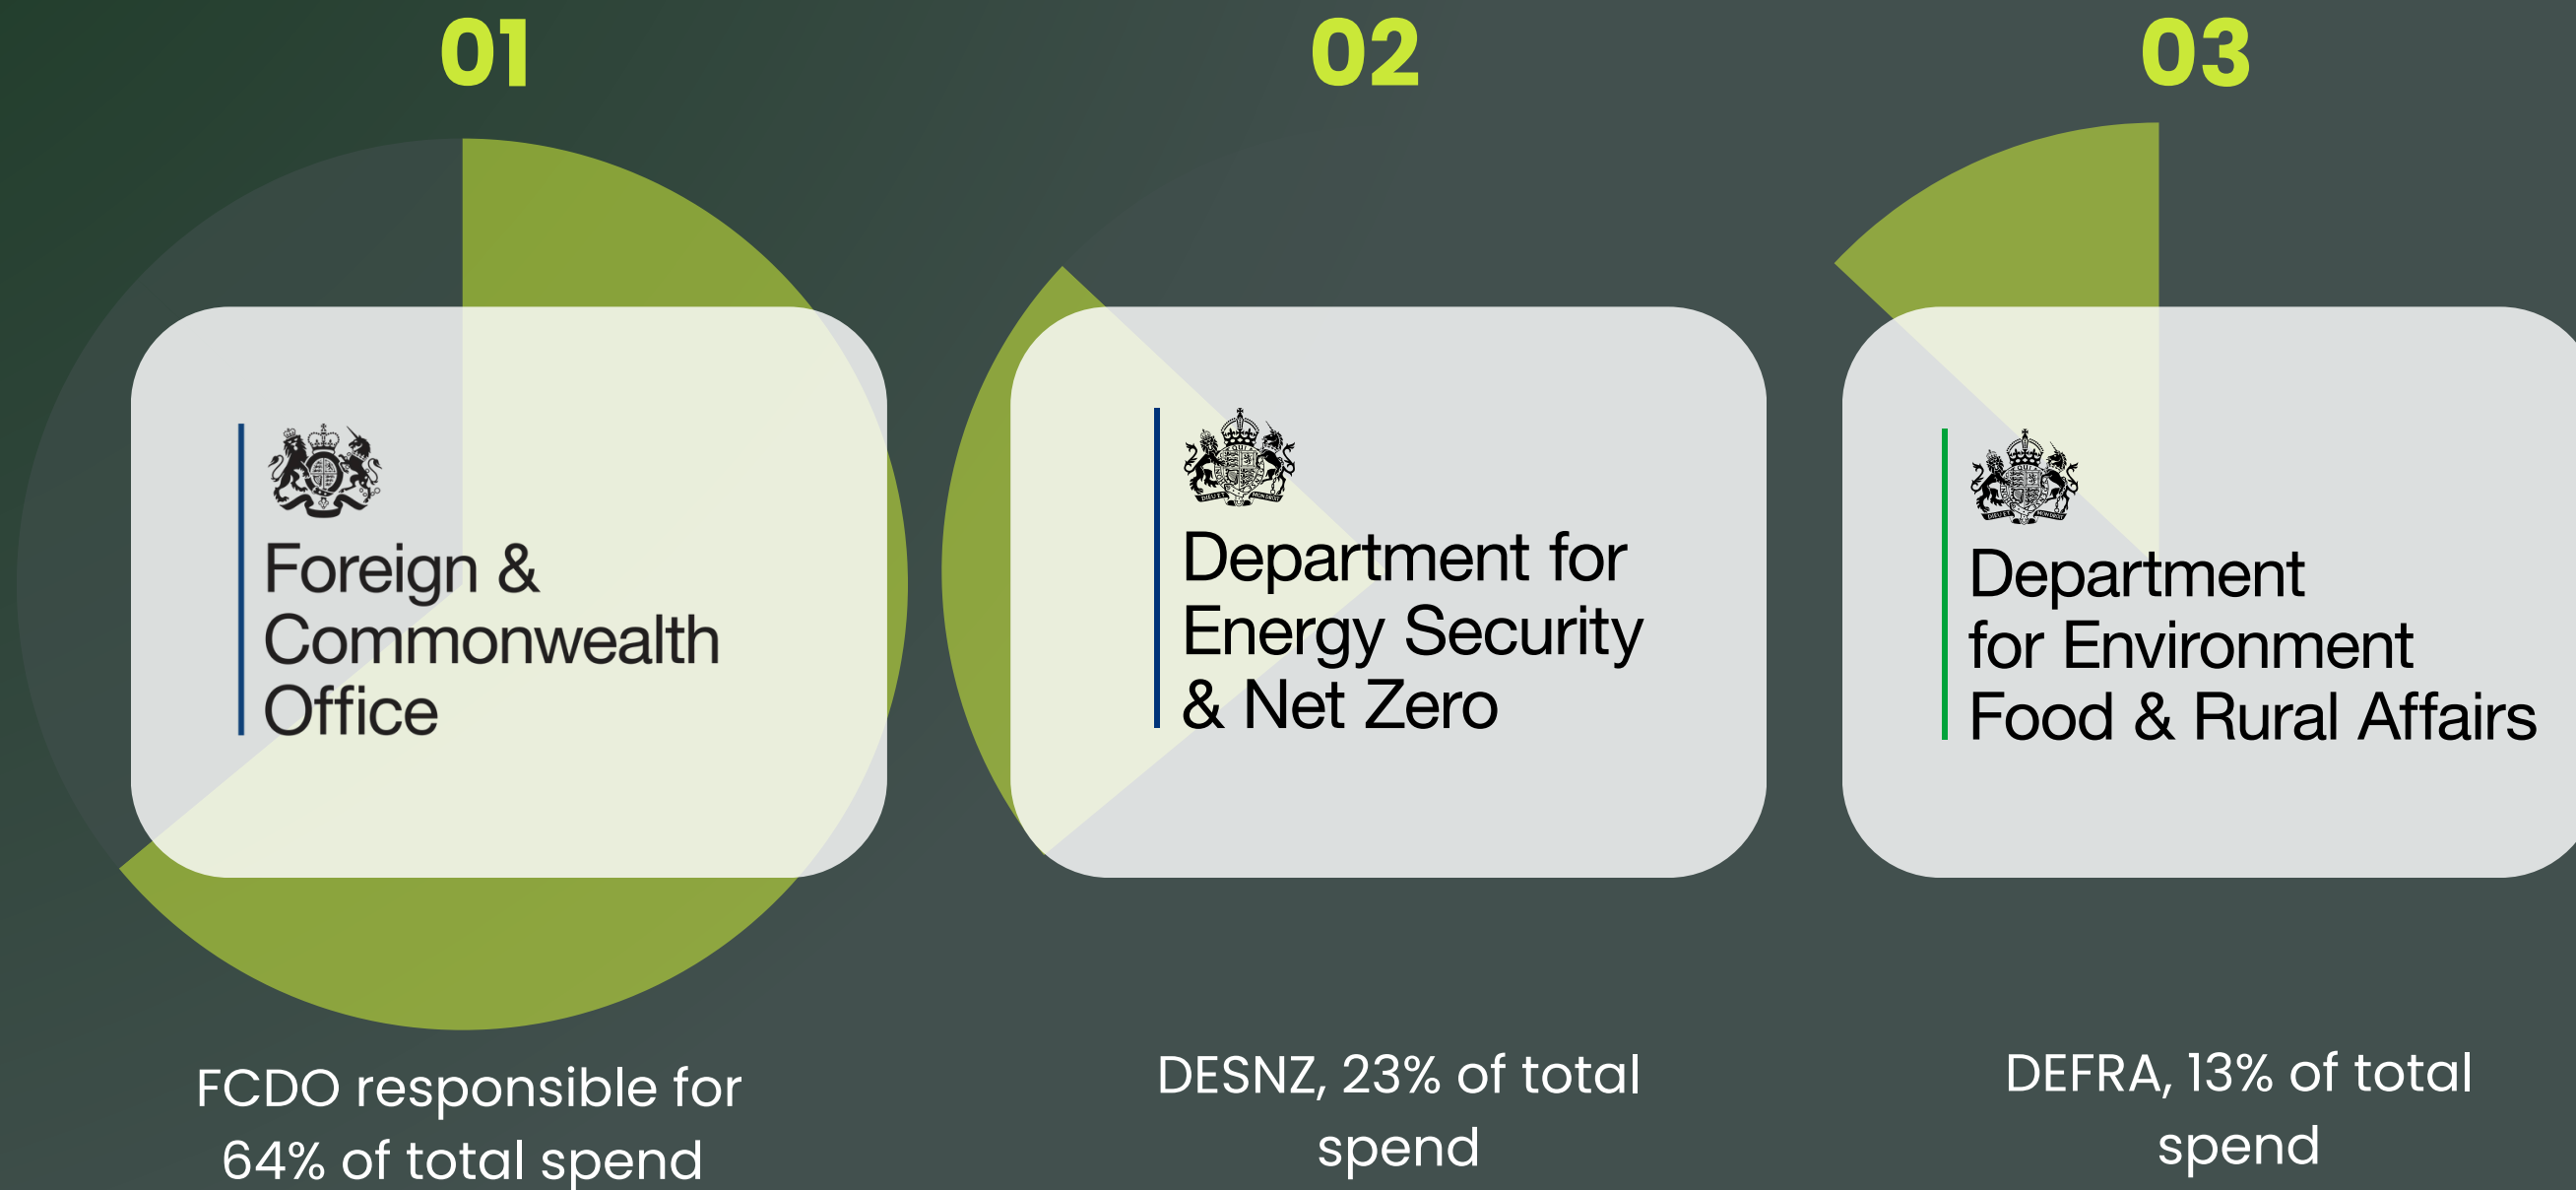 01
Foreign &
Commonwealth
Office
FCDO responsible for
64% of total spend
02
Department for
Energy Security
& Net Zero
DESNZ, 23% of total
spend
03
Department
for Environment
Food & Rural Affairs
DEFRA, 13% of total
spend